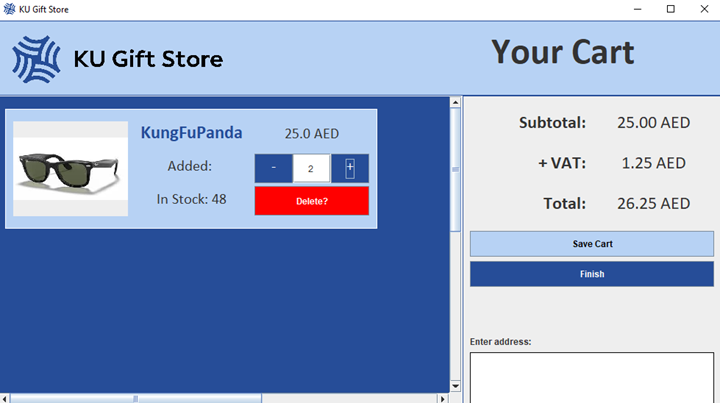 KU Gift Store
KU Gift Store
Your Cart
KungFuPanda
25.0 AED
Added:
-
2
+
In Stock: 48
Delete?
Subtotal:
25.00 AED
+ VAT:
1.25 AED
Total:
26.25 AED
Save Cart
Finish
Enter address: